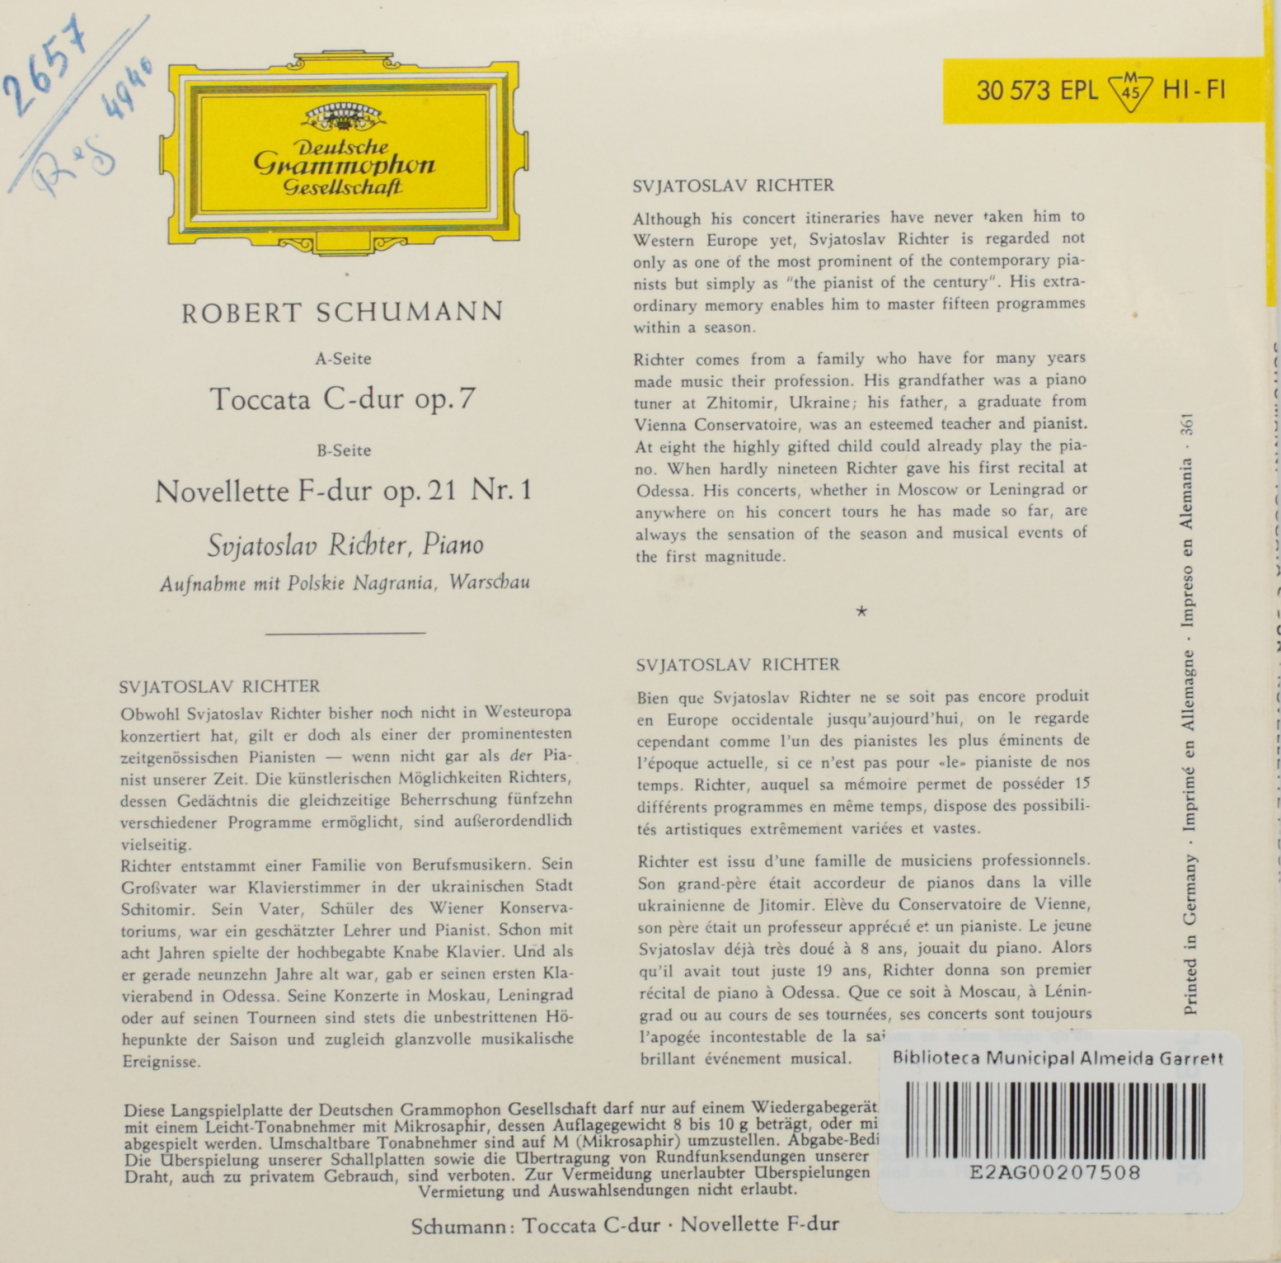 2657
Reg 4940
Deutsche
Grammophon
Gesellschaft
30 573 EPL M 45 HI-FI
ROBERT SCHUMANN
A-Seite
Toccata C-dur op. 7
B-Seite
Novellette F-dur op. 21 Nr. 1
Svjatoslav Richter, Piano
Aufnahme mit Polskie Nagrania, Warschau
SVJATOSLAV RICHTER
Obwohl Svjatoslav Richter bisher noch nicht in Westeuropa
konzertiert hat, gilt er doch als einer der prominentesten
zeitgenössischen Pianisten — wenn nicht gar als der Pia-
nist unserer Zeit. Die künstlerischen Möglichkeiten Richters,
dessen Gedächtnis die gleichzeitige Beherrschung fünfzehn
verschiedener Programme ermöglicht, sind außerordendlich
vielseitig.
Richter entstammt einer Familie von Berufsmusikern. Sein
Großvater war Klavierstimmer in der ukrainischen Stadt
Schitomir. Sein Vater, Schüler des Wiener Konserva-
toriums, war ein geschätzter Lehrer und Pianist. Schon mit
acht Jahren spielte der hochbegabte Knabe Klavier. Und als
er gerade neunzehn Jahre alt war, gab er seinen ersten Kla-
vierabend in Odessa. Seine Konzerte in Moskau, Leningrad
oder auf seinen Tourneen sind stets die unbestrittenen Hö-
hepunkte der Saison und zugleich glanzvolle musikalische
Ereignisse.
SVJATOSLAV RICHTER
Although his concert itineraries have never taken him to
Western Europe yet, Svjatoslav Richter is regarded not
only as one of the most prominent of the contemporary pia-
nists but simply as "the pianist of the century". His extra-
ordinary memory enables him to master fifteen programmes
within a season.
Richter comes from a family who have for many years
made music their profession. His grandfather was a piano
tuner at Zhitomir, Ukraine; his father, a graduate from
Vienna Conservatoire, was an esteemed teacher and pianist.
At eight the highly gifted child could already play the pia-
no. When hardly nineteen Richter gave his first recital at
Odessa. His concerts, whether in Moscow or Leningrad or
anywhere on his concert tours he has made so far, are
always the sensation of the season and musical events of
the first magnitude.
*
SVJATOSLAV RICHTER
Bien que Svjatoslav Richter ne se soit pas encore produit
en Europe occidentale jusqu'aujourd'hui, on le regarde
cependant comme l'un des pianistes les plus éminents de
l'époque actuelle, si ce n'est pas pour «le» pianiste de nos
temps. Richter, auquel sa mémoire permet de posséder 15
différents programmes en même temps, dispose des possibili-
tés artistiques extrêmement variées et vastes.
Richter est issu d'une famille de musiciens professionnels.
Son grand-père était accordeur de pianos dans la ville
ukrainienne de Jitomir. Elève du Conservatoire de Vienne,
son père était un professeur apprécié et un pianiste. Le jeune
Svjatoslav déjà très doué à 8 ans, jouait du piano. Alors
qu'il avait tout juste 19 ans, Richter donna son premier
récital de piano à Odessa. Que ce soit à Moscau, à Lénin-
grad ou au cours de ses tournées, ses concerts sont toujours
l'apogée incontestable de la sai
brillant événement musical.
Printed in Germany · Imprimé en Allemagne · Impreso en Alemania · 361
Biblioteca Municipal Almeida Garrett
E2AG00207508
Diese Langspielplatte der Deutschen Grammophon Gesellschaft darf nur auf einem Wiedergabegerät
mit einem Leicht-Tonabnehmer mit Mikrosaphir, dessen Auflagegewicht 8 bis 10 g beträgt, oder mi
abgespielt werden. Umschaltbare Tonabnehmer sind auf M (Mikrosaphir) umzustellen. Abgabe-Bedi
Die Überspielung unserer Schallplatten sowie die Übertragung von Rundfunksendungen unserer
Draht, auch zu privatem Gebrauch, sind verboten. Zur Vermeidung unerlaubter Überspielungen
Vermietung und Auswahlsendungen nicht erlaubt.
Schumann: Toccata C-dur · Novellette F-dur